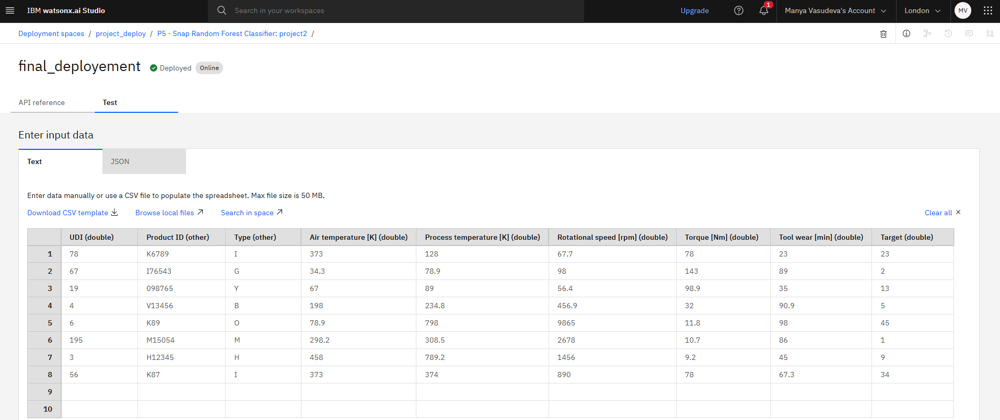 IBM watsonx.ai Studio
Search in your workspaces
Upgrade
1
Manya Vasudeva's Account
London
MV
Deployment spaces / project_deploy / P5 - Snap Random Forest Classifier: project2 /
final_deployement
Deployed
Online
API reference
Test
Enter input data
Text
JSON
Enter data manually or use a CSV file to populate the spreadsheet. Max file size is 50 MB.
Download CSV template
Browse local files
Search in space
Clear all
UDI (double) Product ID (other) Type (other) Air temperature [K] (double) Process temperature [K] (double) Rotational speed [rpm] (double) Torque [Nm] (double) Tool wear [min] (double) Target (double)
1 78 K6789 I 373 128 67.7 78 23 23
2 67 I76543 G 34.3 78.9 98 143 89 2
3 19 098765 Y 67 89 56.4 98.9 35 13
4 4 V13456 B 198 234.8 456.9 32 90.9 5
5 6 K89 O 78.9 798 9865 11.8 98 45
6 195 M15054 M 298.2 308.5 2678 10.7 86 1
7 3 H12345 H 458 789.2 1456 9.2 45 9
8 56 K87 I 373 374 890 78 67.3 34
9
10